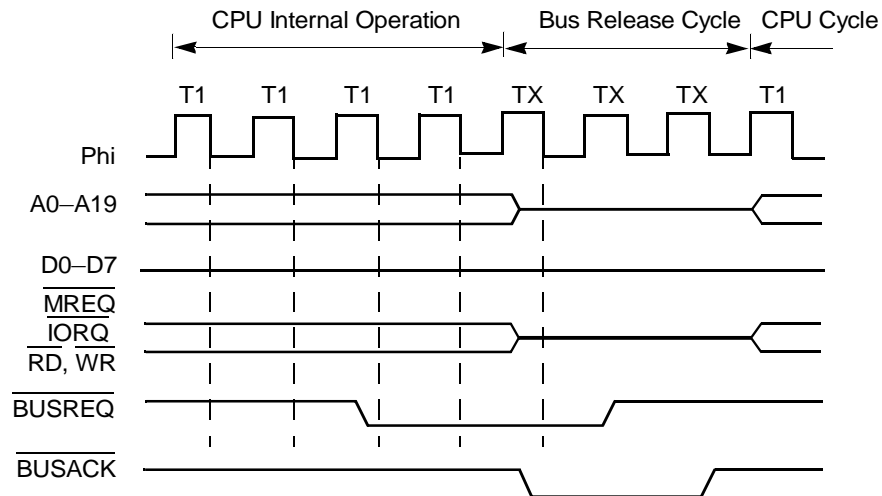 CPU Internal Operation Bus Release Cycle CPU Cycle
T1 T1 T1 T1 TX TX TX T1
Phi
A0–A19
D0–D7
MREQ
IORQ
RD, WR
BUSREQ
BUSACK